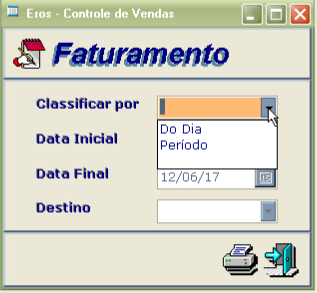 Eros - Controle de Vendas
Faturamento
Classificar por
Do Dia
Data Inicial
Período
Data Final 12/06/17
Destino